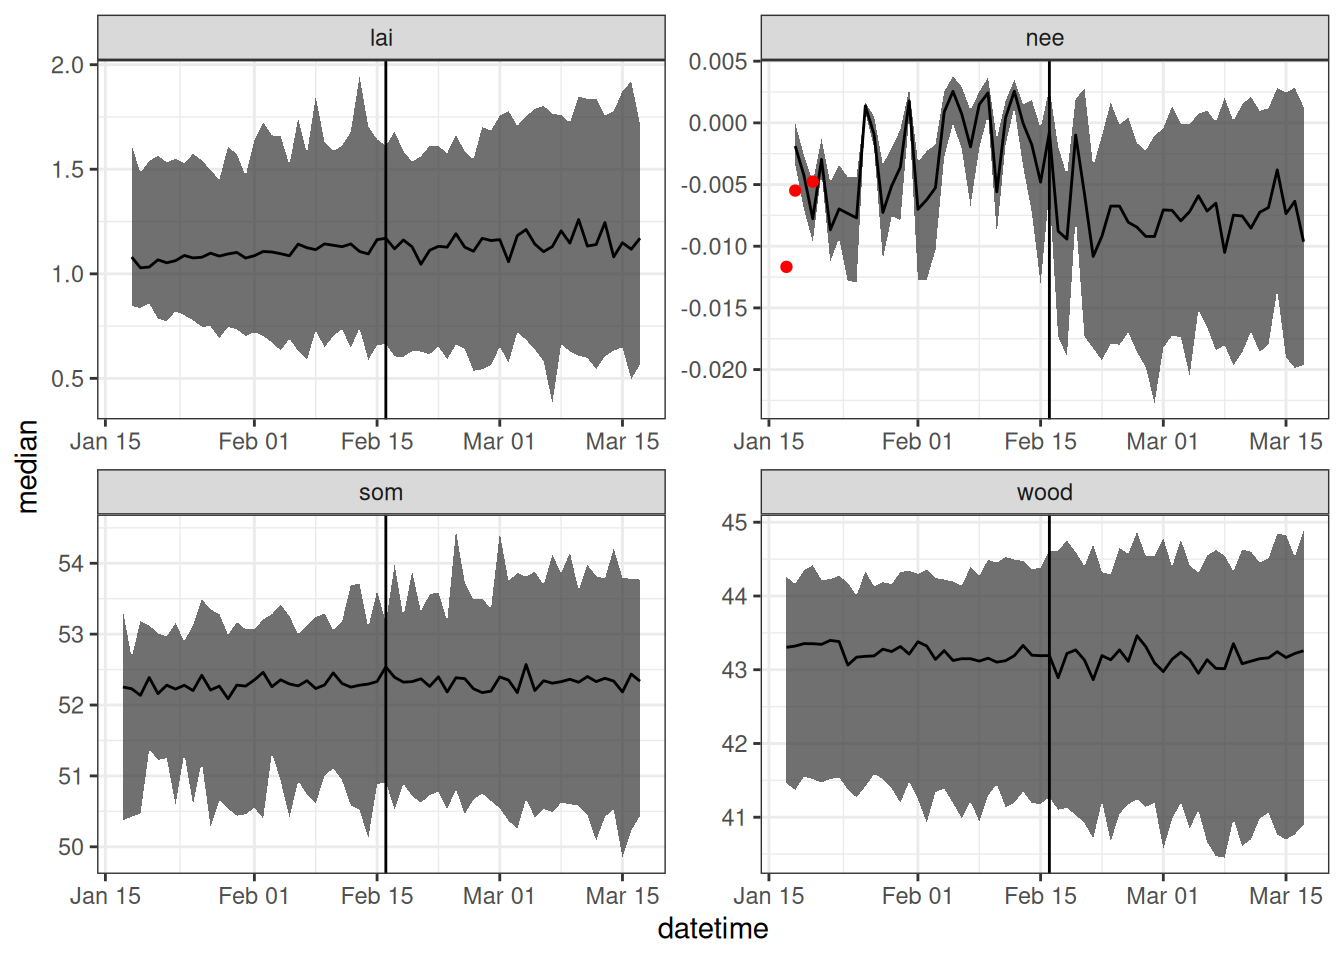 lai
nee
2.0
1.5
1.0
0.5
0.005
0.000
-0.005
-0.010
-0.015
-0.020
Jan 15 Feb 01 Feb 15 Mar 01 Mar 15
Jan 15 Feb 01 Feb 15 Mar 01 Mar 15
median
som
wood
54
53
52
51
50
45
44
43
42
41
Jan 15 Feb 01 Feb 15 Mar 01 Mar 15
Jan 15 Feb 01 Feb 15 Mar 01 Mar 15
datetime